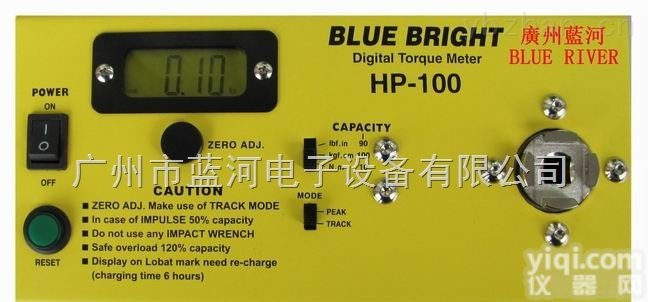 BLUE BRIGHT
Digital Torque Meter
HP-100
廣州藍河
BLUE RIVER
POWER
ON
OFF
0.10
ZERO ADJ.
CAPACITY
lbf.in 90
kgf.cm 100
N.m 10
广州市蓝河电子设备有限公司
CAUTION
■ ZERO ADJ. Make use of TRACK MODE
■ In case of IMPULSE 50% capacity
■ Do not use any IMPACT WRENCH
■ Safe overload 120% capacity
■ Display on Lobat mark need re-charge
(charging time 6 hours)
MODE
PEAK
TRACK
RESET
yiqi.com
仪器网